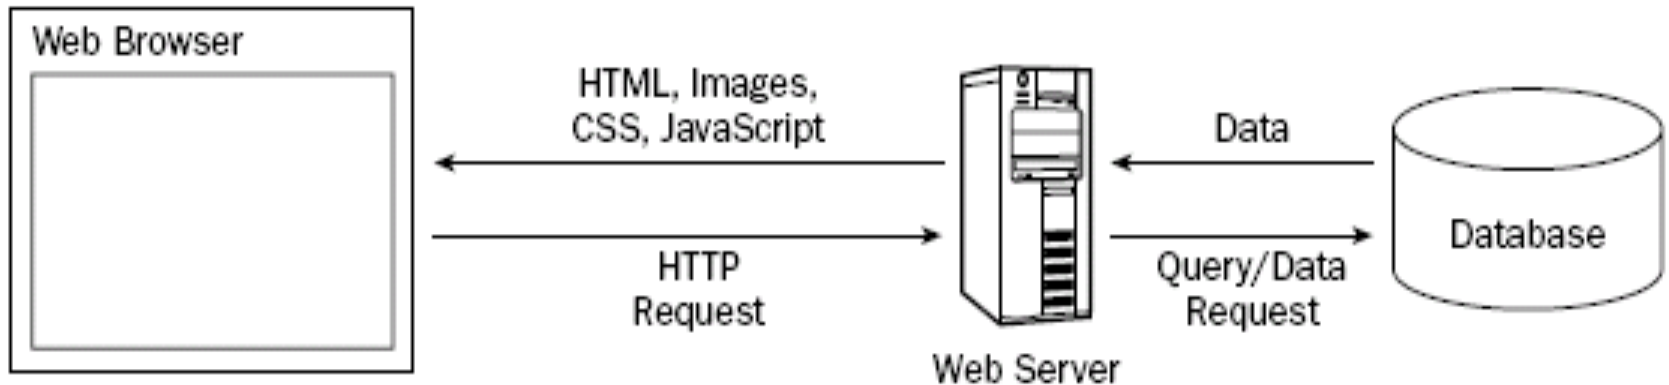 Web Browser
HTML, Images,
CSS, JavaScript
HTTP
Request
Web Server
Data
Query/Data
Request
Database